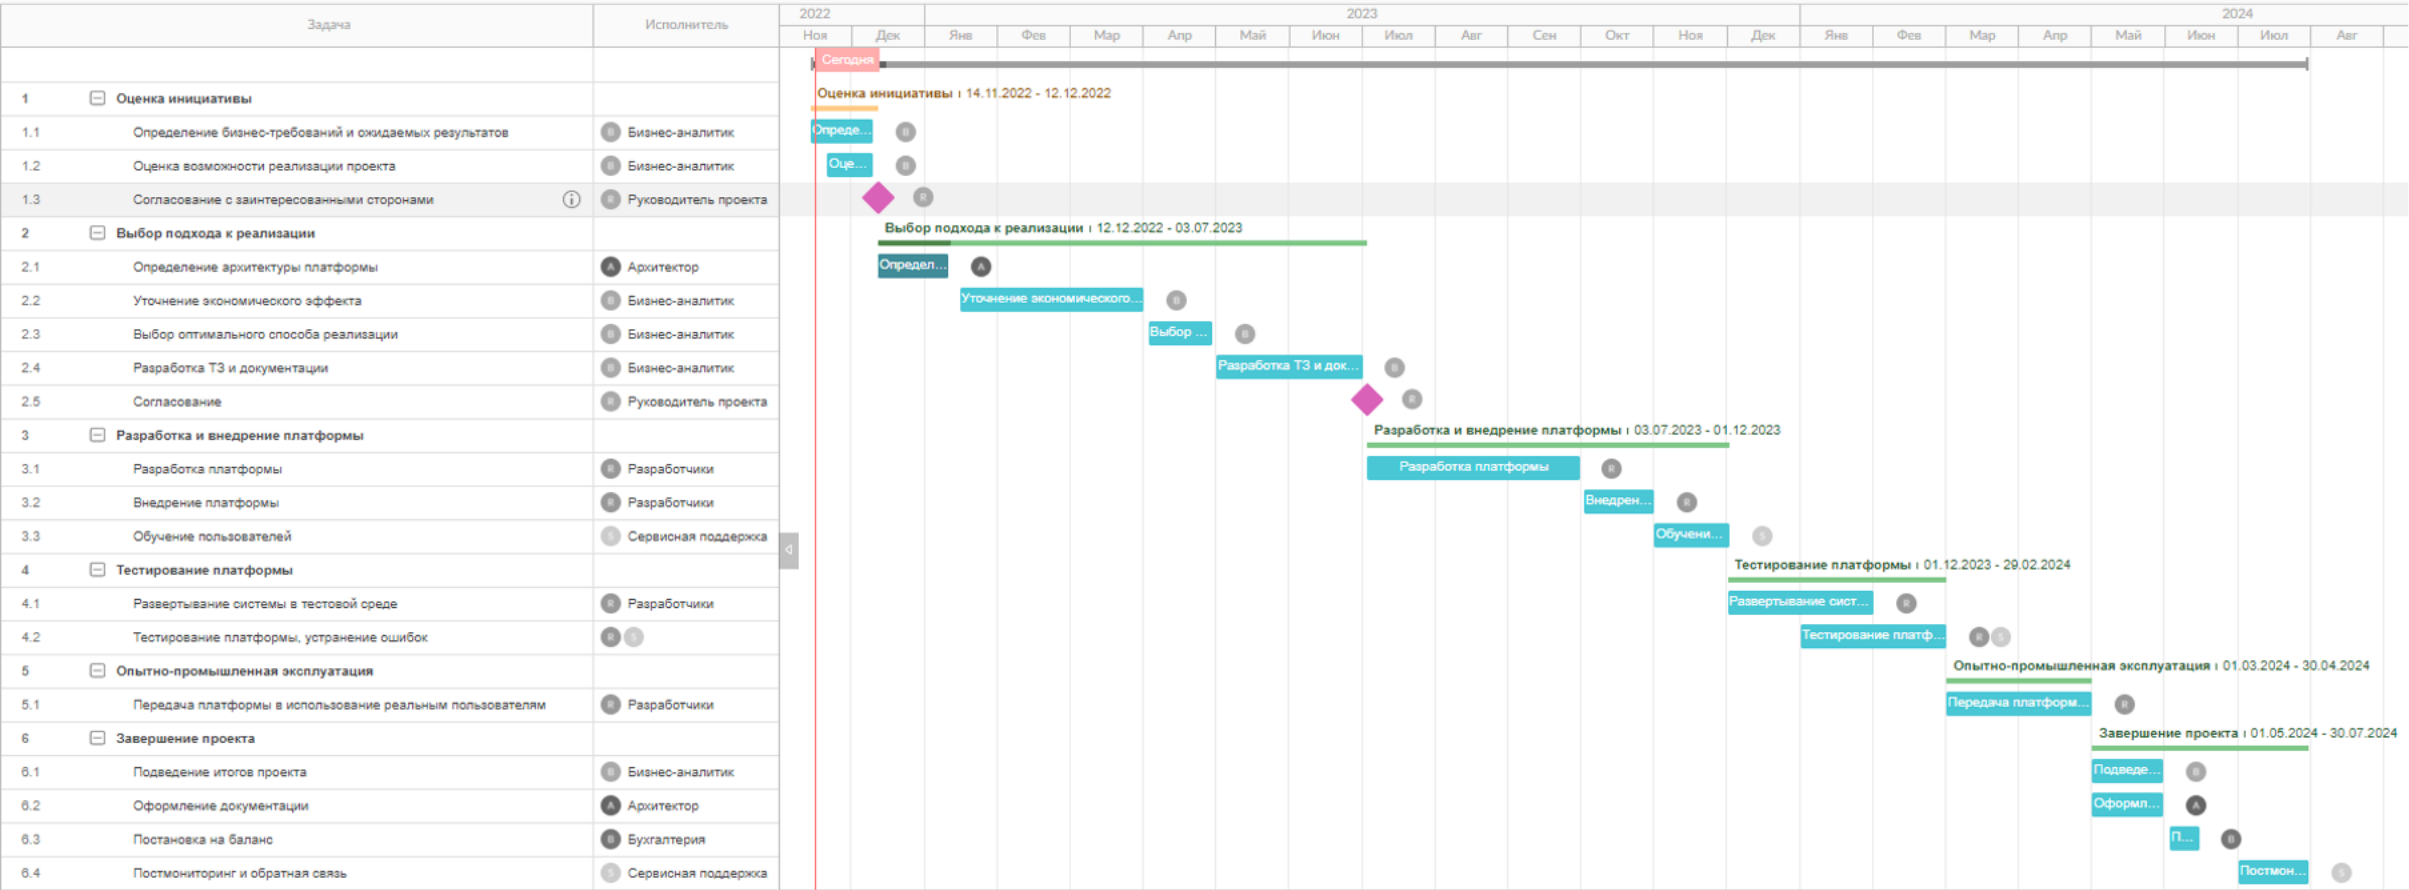 Задача Исполнитель 2022 2023 2024
Ноя Дек Янв Фев Мар Апр Май Июн Июл Авг Сен Окт Ноя Дек Янв Фев Мар Апр Май Июн Июл Авг
Сегодня
1 Оценка инициативы Оценка инициативы 14.11.2022 - 12.12.2022
1.1 Определение бизнес-требований и ожидаемых результатов В Бизнес-аналитик Опреде... В
1.2 Оценка возможности реализации проекта В Бизнес-аналитик Оце... В
1.3 Согласование с заинтересованными сторонами R Руководитель проекта R
2 Выбор подхода к реализации Выбор подхода к реализации 12.12.2022 - 03.07.2023
2.1 Определение архитектуры платформы A Архитектор Определ... A
2.2 Уточнение экономического эффекта В Бизнес-аналитик Уточнение экономического... В
2.3 Выбор оптимального способа реализации В Бизнес-аналитик Выбор ... В
2.4 Разработка ТЗ и документации В Бизнес-аналитик Разработка ТЗ и док... В
2.5 Согласование R Руководитель проекта R
3 Разработка и внедрение платформы Разработка и внедрение платформы 03.07.2023 - 01.12.2023
3.1 Разработка платформы R Разработчики Разработка платформы R
3.2 Внедрение платформы R Разработчики Внедрен... R
3.3 Обучение пользователей S Сервисная поддержка Обучени... S
4 Тестирование платформы Тестирование платформы 01.12.2023 - 29.02.2024
4.1 Развертывание системы в тестовой среде R Разработчики Развертывание сист... R
4.2 Тестирование платформы, устранение ошибок R S Тестирование платф... R S
5 Опытно-промышленная эксплуатация Опытно-промышленная эксплуатация 01.03.2024 - 30.04.2024
5.1 Передача платформы в использование реальным пользователям R Разработчики Передача платформ... R
6 Завершение проекта Завершение проекта 01.05.2024 - 30.07.2024
6.1 Подведение итогов проекта В Бизнес-аналитик Подведе... В
6.2 Оформление документации A Архитектор Оформл... A
6.3 Постановка на баланс В Бухгалтерия П... В
6.4 Постмониторинг и обратная связь S Сервисная поддержка Постмон... S